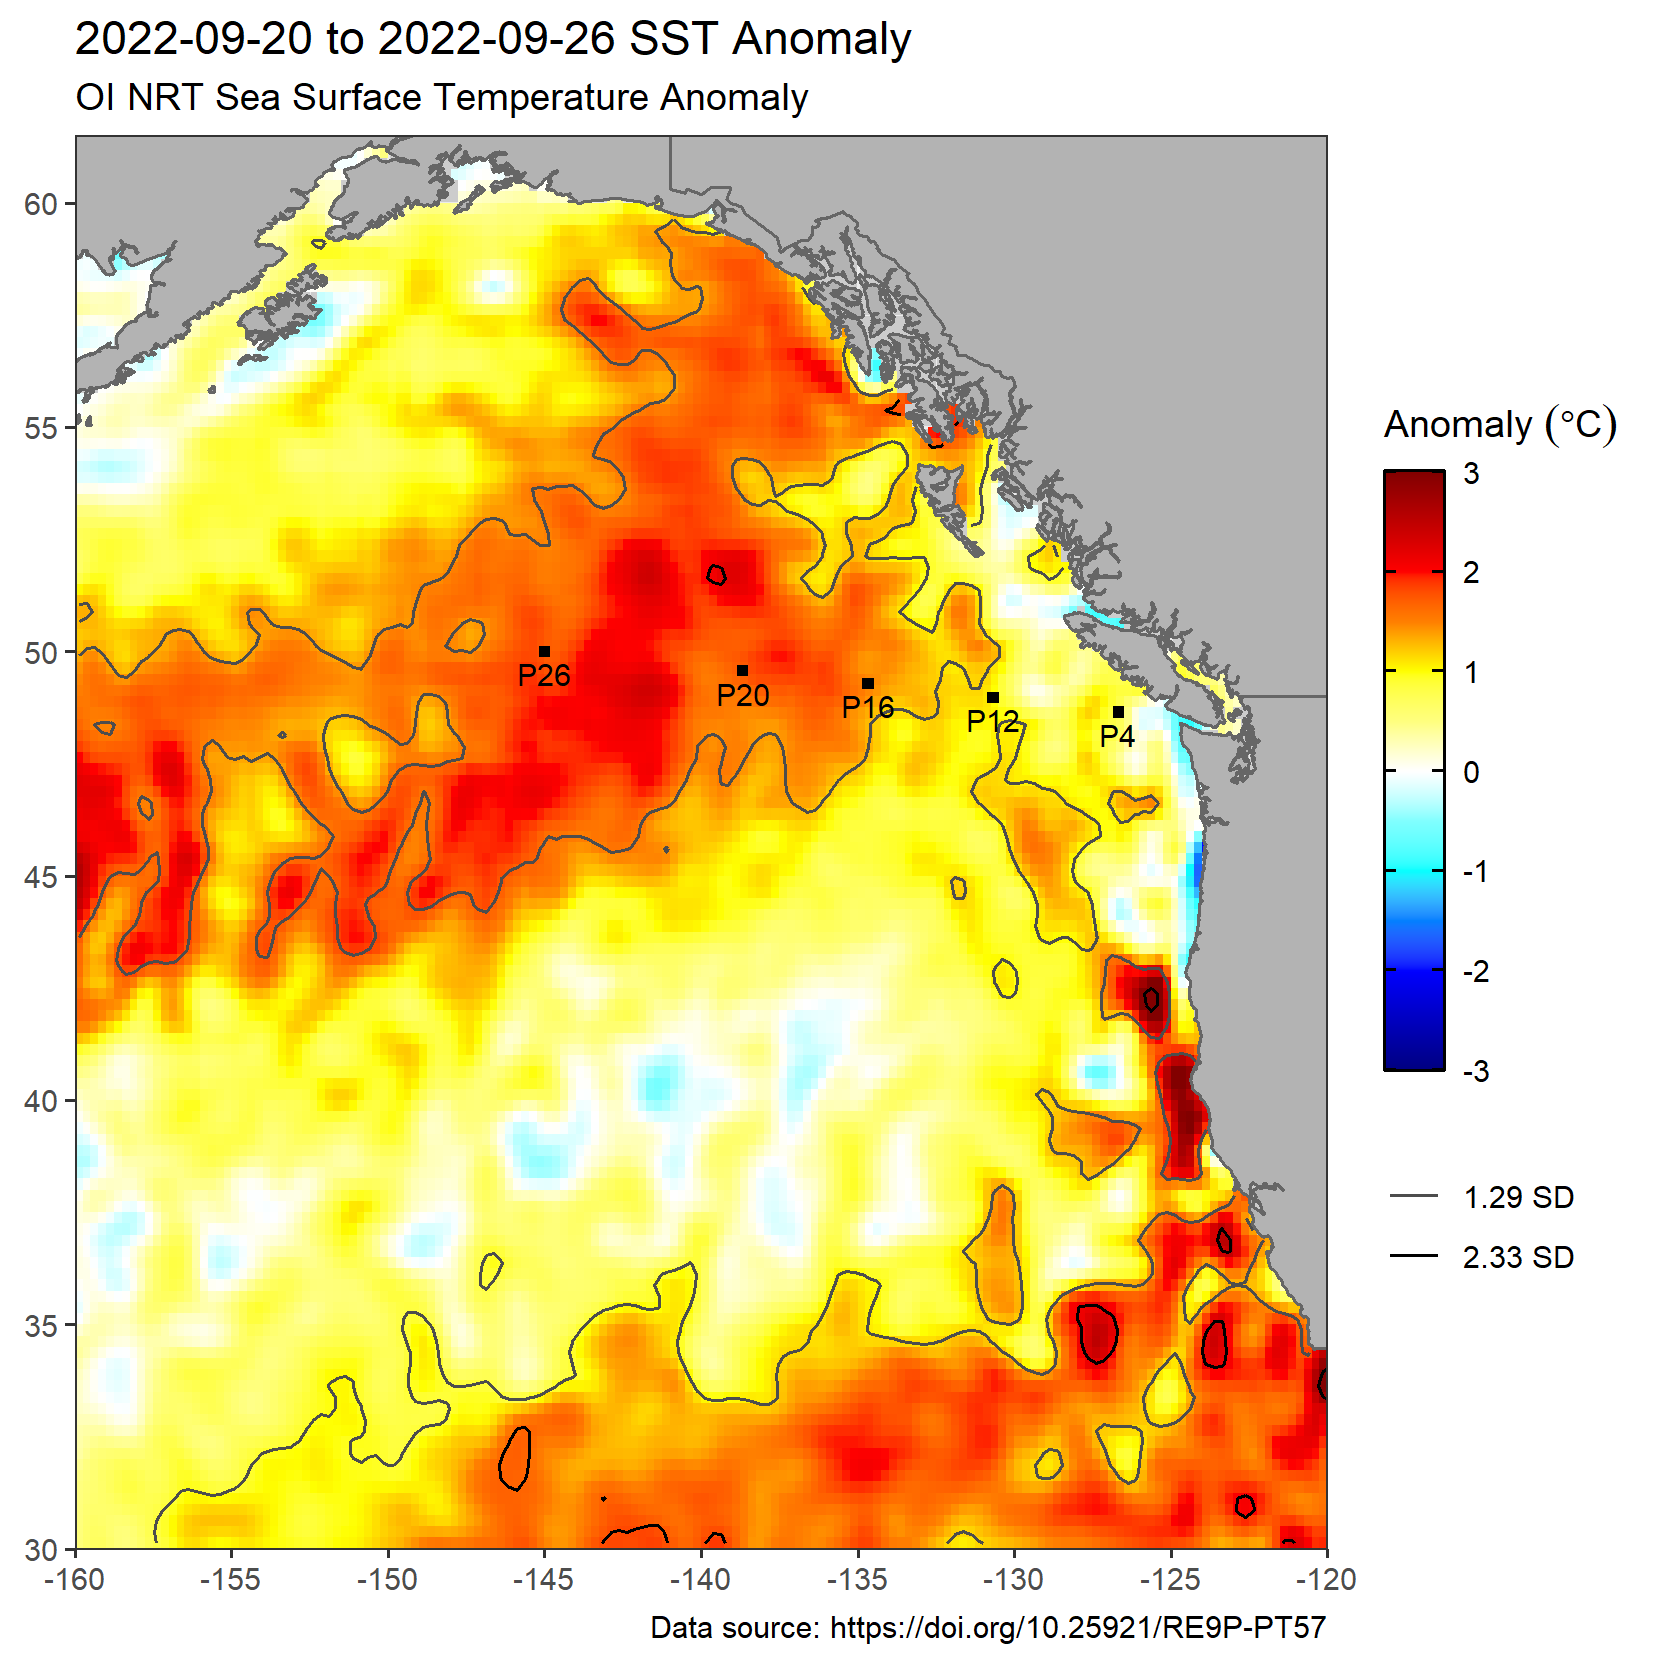 2022-09-20 to 2022-09-26 SST Anomaly
OI NRT Sea Surface Temperature Anomaly
60
55
50
45
40
35
30
-160
-155
-150
-145
-140
-135
-130
-125
-120
P26
P20
P16
P12
P4
Anomaly (°C)
3
2
1
0
-1
-2
-3
1.29 SD
2.33 SD
Data source: https://doi.org/10.25921/RE9P-PT57